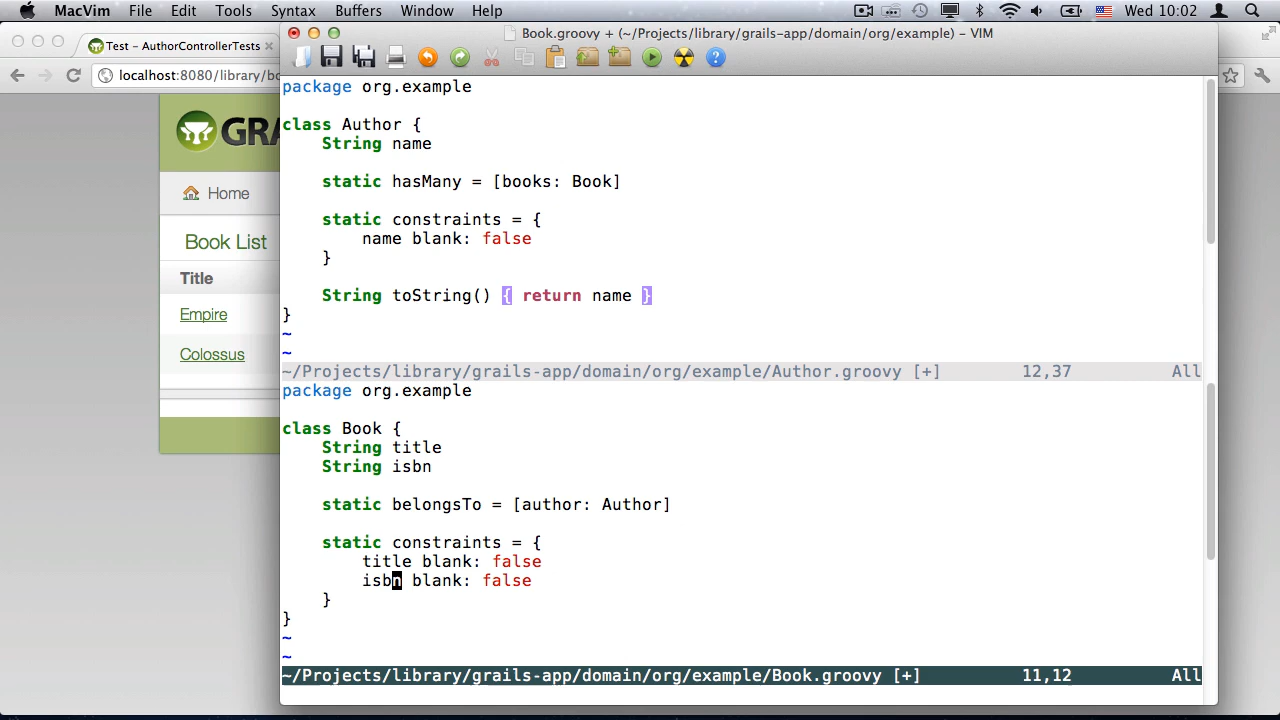 MacVim File Edit Tools Syntax Buffers Window Help Wed 10:02
Test - AuthorControllerTests
Book.groovy + (~/Projects/library/grails-app/domain/org/example) - VIM
localhost:8080/library/bo
GRA
Home
Book List
Title
Empire
Colossus
package org.example
class Author {
String name
static hasMany = [books: Book]
static constraints = {
name blank: false
}
String toString() { return name }
}
~
~
~/Projects/library/grails-app/domain/org/example/Author.groovy [+] 12,37 All
package org.example
class Book {
String title
String isbn
static belongsTo = [author: Author]
static constraints = {
title blank: false
isbn blank: false
}
}
~
~
~/Projects/library/grails-app/domain/org/example/Book.groovy [+] 11,12 All